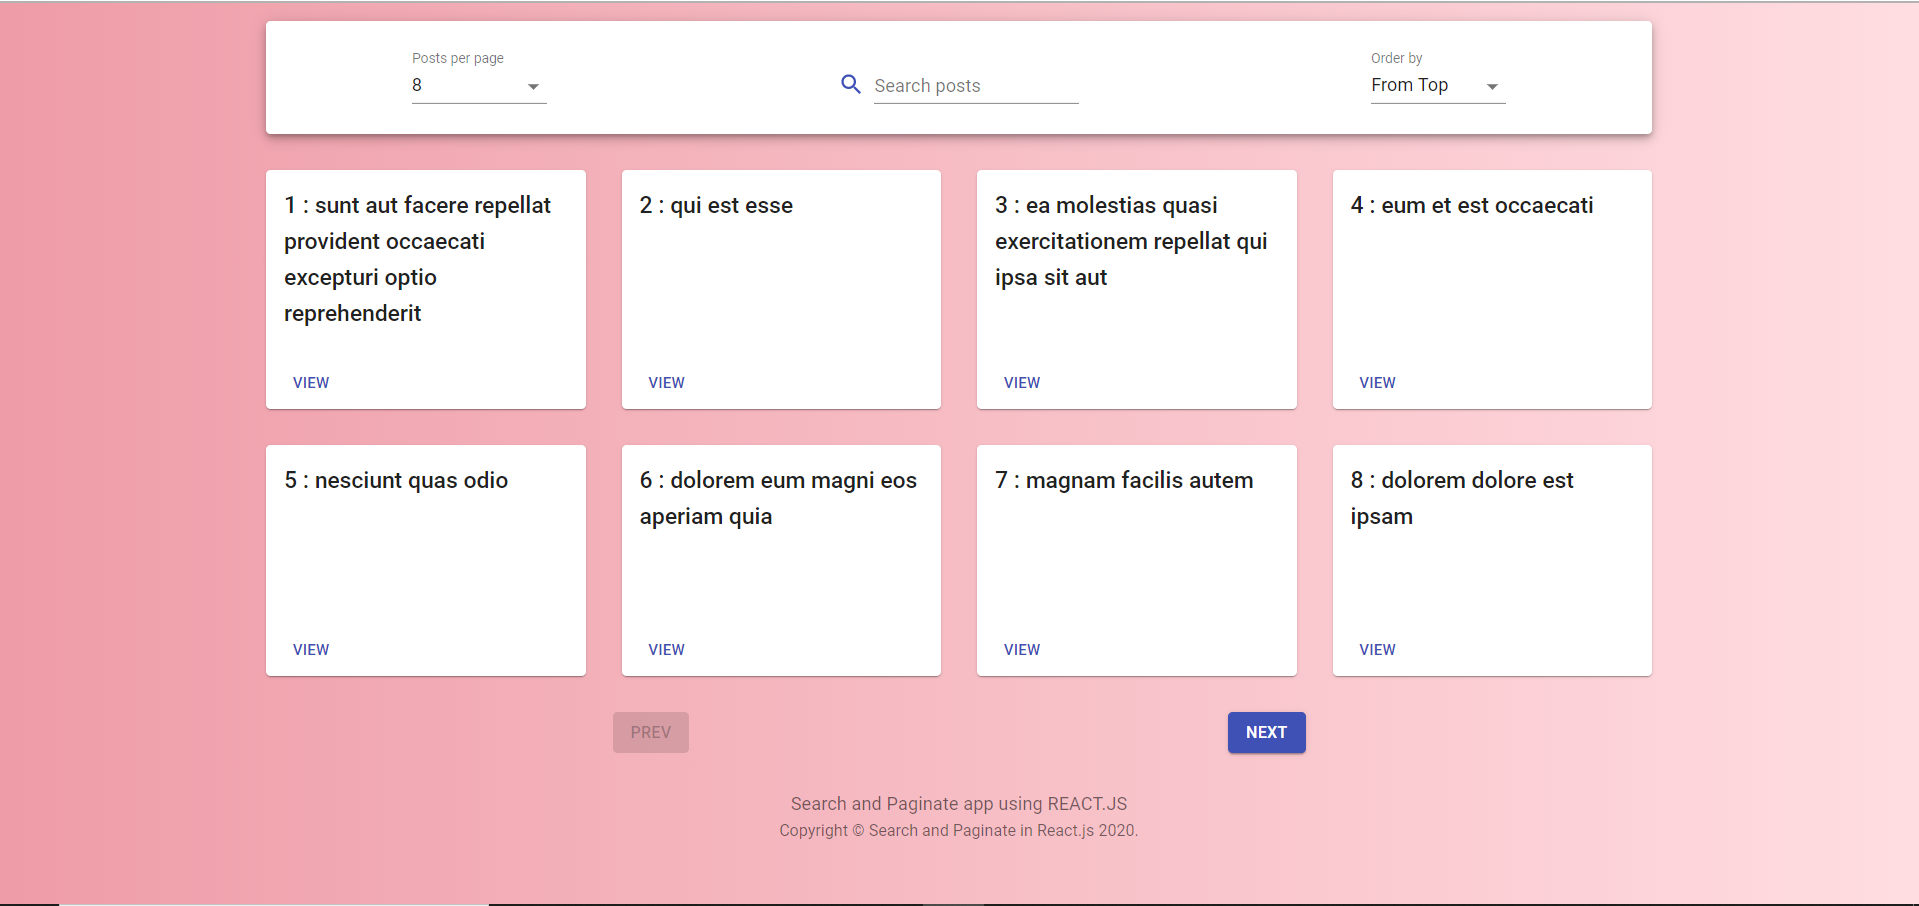 Posts per page
8
Search posts
Order by
From Top
1 : sunt aut facere repellat
provident occaecati
excepturi optio
reprehenderit
VIEW
2 : qui est esse
VIEW
3 : ea molestias quasi
exercitationem repellat qui
ipsa sit aut
VIEW
4 : eum et est occaecati
VIEW
5 : nesciunt quas odio
VIEW
6 : dolorem eum magni eos
aperiam quia
VIEW
7 : magnam facilis autem
VIEW
8 : dolorem dolore est
ipsam
VIEW
PREV
NEXT
Search and Paginate app using REACT.JS
Copyright © Search and Paginate in React.js 2020.